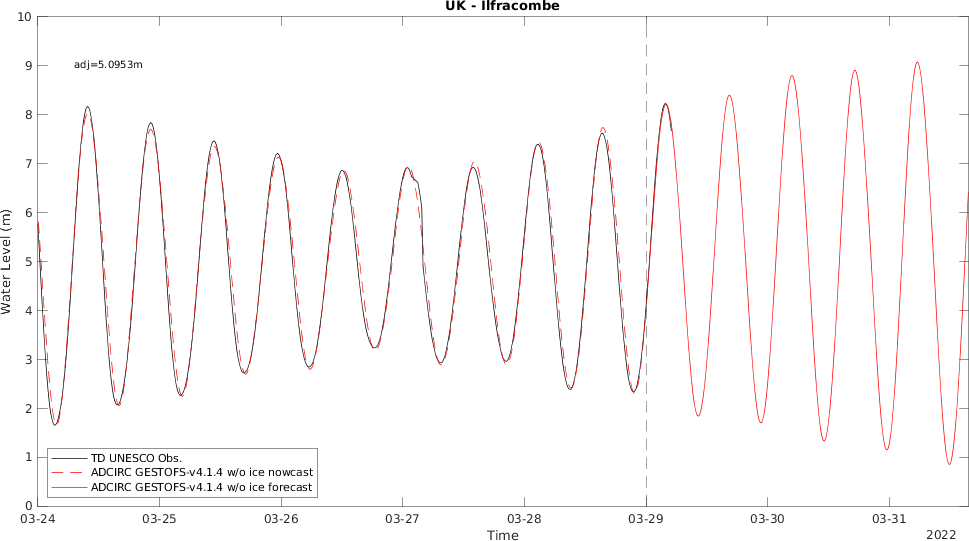 UK - Ilfracombe
10
9
8
7
6
5
4
3
2
1
0
Water Level (m)
adj=5.0953m
TD UNESCO Obs.
ADCIRC GESTOFS-v4.1.4 w/o ice nowcast
ADCIRC GESTOFS-v4.1.4 w/o ice forecast
03-24 03-25 03-26 03-27 03-28 03-29 03-30 03-31
Time
2022